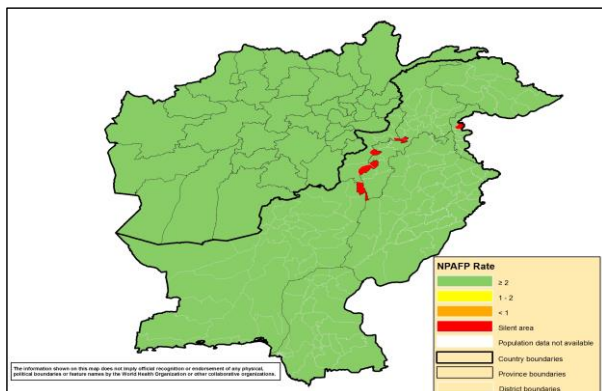 NPAFP Rate
≥ 2
1 - 2
< 1
Silent area
Population data not available
Country boundaries
Province boundaries
District boundaries
The information shown on this map does not imply official recognition or endorsement of any physical,
political boundaries or feature names by the World Health Organization or other collaborative organizations.